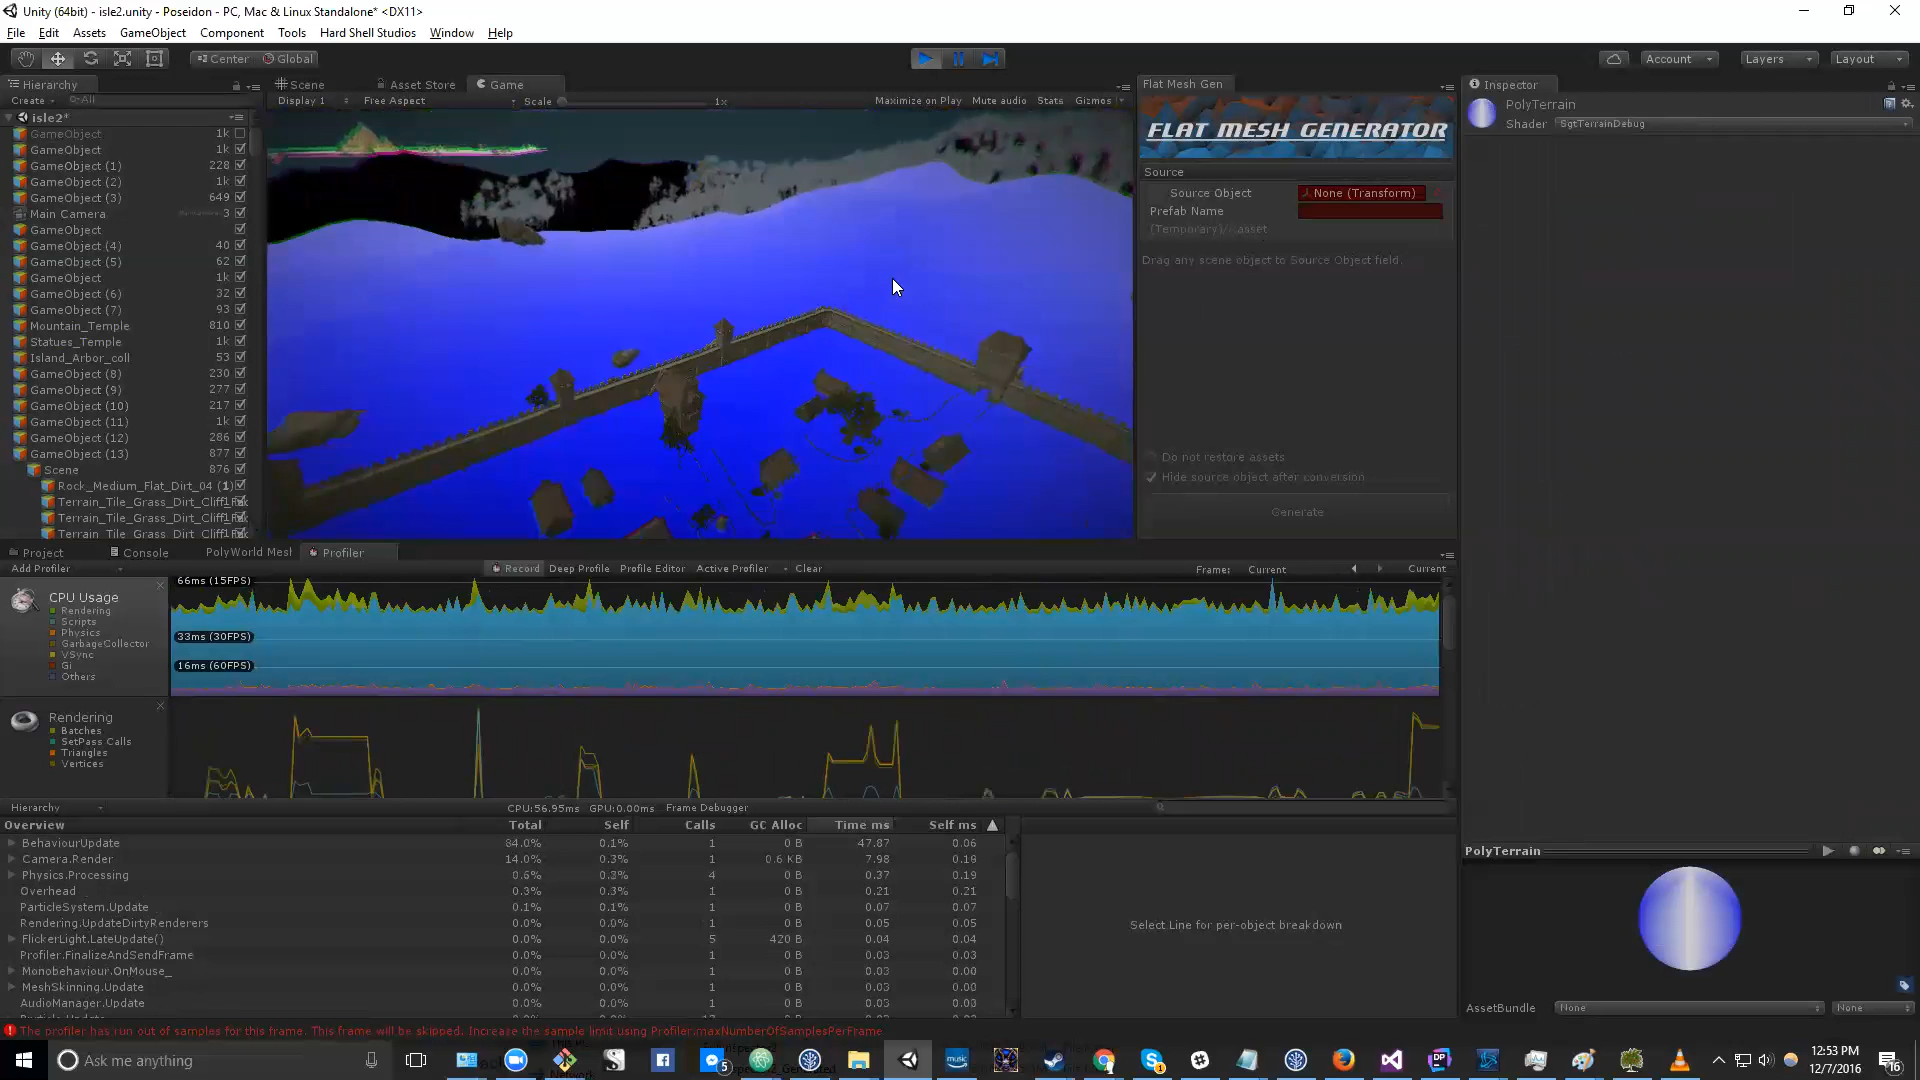 Unity (64bit) - isle2.unity - Poseidon - PC, Mac & Linux Standalone* <DX11>
File Edit Assets GameObject Component Tools Hard Shell Studios Window Help
Center Global Account Layers Layout
Hierarchy
Create All
isle2*
GameObject 1k
GameObject 1k
GameObject (1) 228
GameObject (2) 1k
GameObject (3) 649
Main Camera 3
GameObject
GameObject (4) 40
GameObject (5) 62
GameObject 1k
GameObject (6) 32
GameObject (7) 93
Mountain_Temple 810
Statues_Temple 1k
Island_Arbor_coll 53
GameObject (8) 230
GameObject (9) 277
GameObject (10) 217
GameObject (11) 1k
GameObject (12) 286
GameObject (13) 877
Scene 876
Rock_Medium_Flat_Dirt_04 (1)
Terrain_Tile_Grass_Dirt_Cliff
Terrain_Tile_Grass_Dirt_Cliff
Terrain_Tile_Grass_Dirt_Cliff
Scene Asset Store Game
Display 1 Free Aspect Scale 1x Maximize on Play Mute audio Stats Gizmos
Flat Mesh Gen
FLAT MESH GENERATOR
Source
Source Object None (Transform)
Prefab Name
Drag any scene object to Source Object field.
Do not restore assets
Hide source object after conversion
Generate
Inspector
PolyTerrain
Shader SgtTerrainDebug
Project Console PolyWorld Mesh Profiler
Add Profiler Record Deep Profile Profile Editor Active Profiler Clear Frame: Current Current
CPU Usage
Rendering
Scripts
Physics
GarbageCollector
VSync
Gi
Others
66ms (15FPS)
33ms (30FPS)
16ms (60FPS)
Rendering
Batches
SetPass Calls
Triangles
Vertices
Hierarchy CPU:56.95ms GPU:0.00ms Frame Debugger
Overview Total Self Calls GC Alloc Time ms Self ms
BehaviourUpdate 84.0% 0.1% 1 0 B 47.87 0.06
Camera.Render 14.0% 0.3% 1 0.6 KB 7.98 0.19
Physics.Processing 0.6% 0.3% 4 0 B 0.37 0.19
Overhead 0.3% 0.3% 1 0 B 0.21 0.21
ParticleSystem.Update 0.1% 0.1% 1 0 B 0.07 0.07
Rendering.UpdateDirtyRenderers 0.0% 0.0% 1 0 B 0.05 0.05
FlickerLight.LateUpdate() 0.0% 0.0% 5 420 B 0.04 0.04
Profiler.FinalizeAndSendFrame 0.0% 0.0% 1 0 B 0.03 0.03
Monobehaviour.OnMouse_ 0.0% 0.0% 1 0 B 0.03 0.00
MeshSkinning.Update 0.0% 0.0% 1 0 B 0.03 0.03
AudioManager.Update 0.0% 0.0% 1 0 B 0.03 0.03
Select Line for per-object breakdown
PolyTerrain
AssetBundle None None
The profiler has run out of samples for this frame. This frame will be skipped. Increase the sample limit using Profiler.maxNumberOfSamplesPerFrame
Ask me anything
music
12:53 PM
12/7/2016